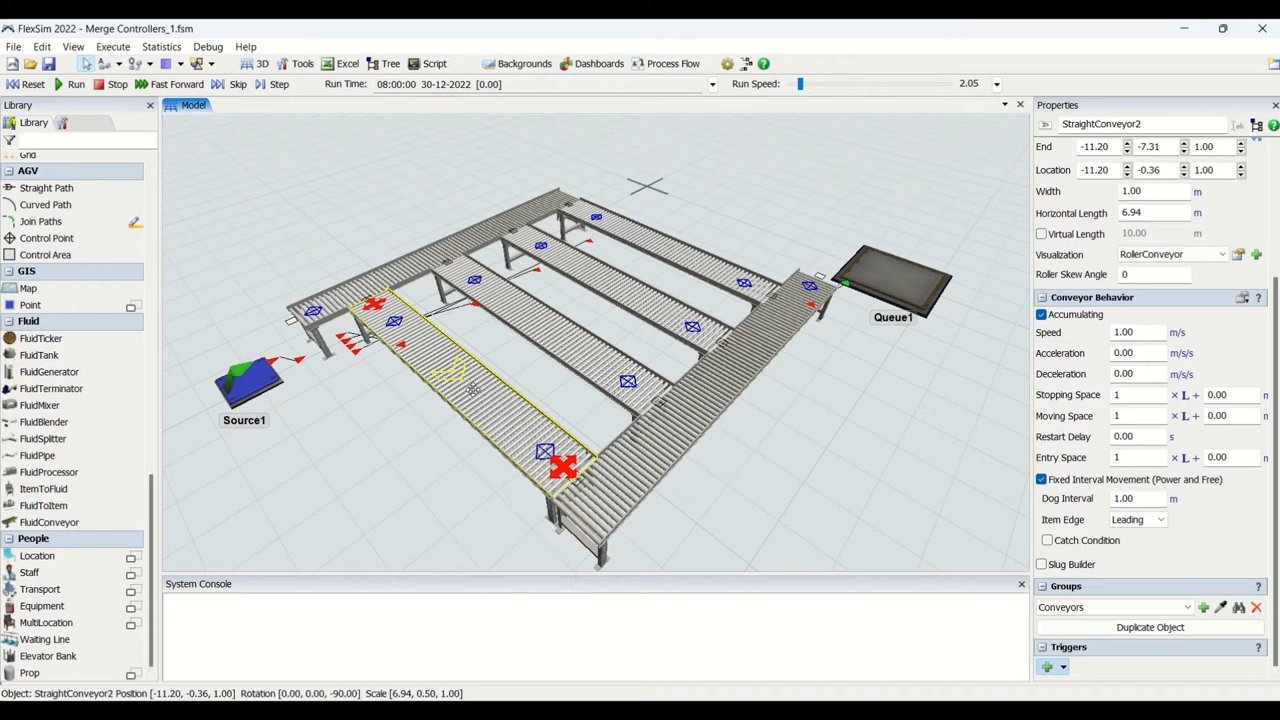 FlexSim 2022 - Merge Controllers_1.fsm
File Edit View Execute Statistics Debug Help
3D Tools Excel Tree Script Backgrounds Dashboards Process Flow
Reset Run Stop Fast Forward Skip Step Run Time: 08:00:00 30-12-2022 [0.00] Run Speed: 2.05
Library
Library
Grid
AGV
Straight Path
Curved Path
Join Paths
Control Point
Control Area
GIS
Map
Point
Fluid
FluidTicker
FluidTank
FluidGenerator
FluidTerminator
FluidMixer
FluidBlender
FluidSplitter
FluidPipe
FluidProcessor
ItemToFluid
FluidToItem
FluidConveyor
People
Location
Staff
Transport
Equipment
MultiLocation
Waiting Line
Elevator Bank
Prop
Model
Source1
Queue1
System Console
Properties
StraightConveyor2
End -11.20 -7.31 1.00
Location -11.20 -0.36 1.00
Width 1.00 m
Horizontal Length 6.94 m
Virtual Length 10.00 m
Visualization RollerConveyor
Roller Skew Angle 0
Conveyor Behavior ?
Accumulating
Speed 1.00 m/s
Acceleration 0.00 m/s/s
Deceleration 0.00 m/s/s
Stopping Space 1 × L + 0.00 m
Moving Space 1 × L + 0.00 m
Restart Delay 0.00 s
Entry Space 1 × L + 0.00 m
Fixed Interval Movement (Power and Free)
Dog Interval 1.00 m
Item Edge Leading
Catch Condition
Slug Builder
Groups ?
Conveyors
Duplicate Object
Triggers ?
Object: StraightConveyor2 Position [-11.20, -0.36, 1.00] Rotation [0.00, 0.00, -90.00] Scale [6.94, 0.50, 1.00]